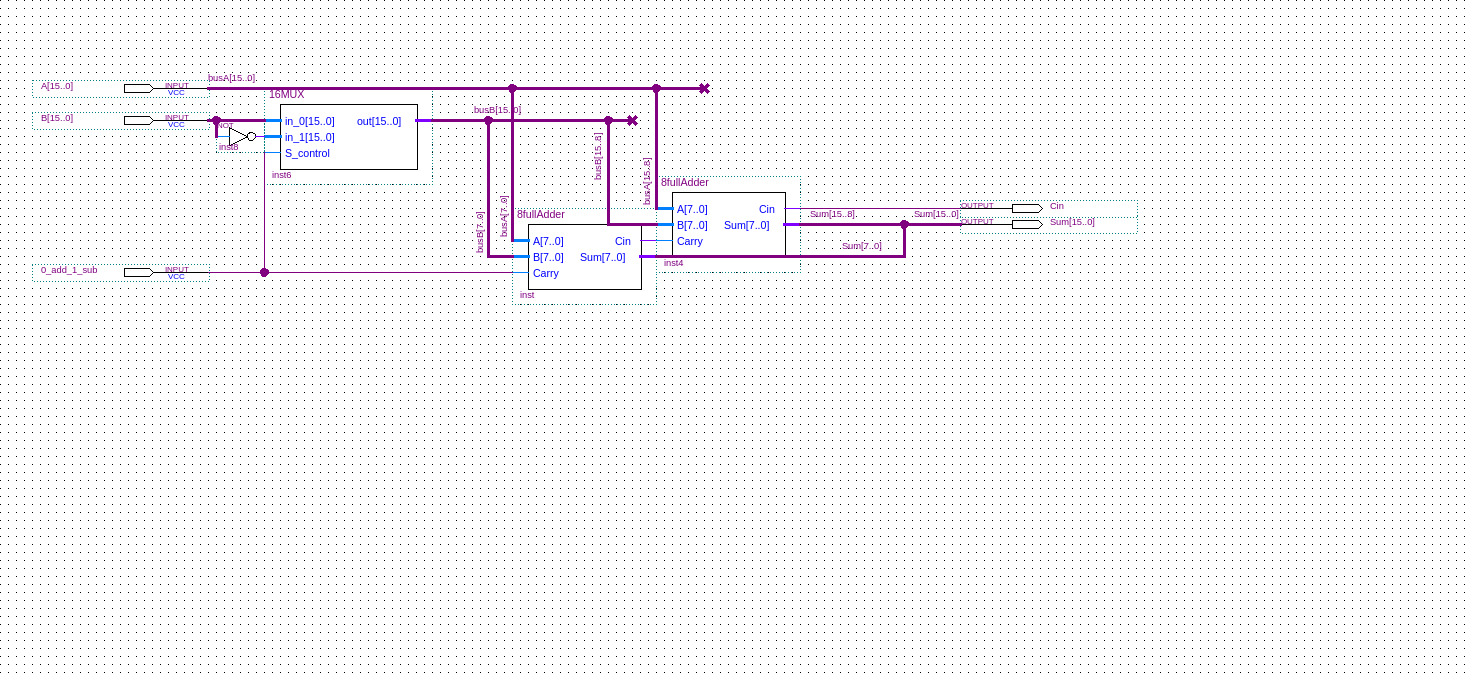 busA[15..0]
A[15..0]
INPUT
VCC
16MUX
busB[15..0]
B[15..0]
INPUT
VCC
NOT
inst8
in_0[15..0]
out[15..0]
in_1[15..0]
S_control
inst6
busB[15..8]
busA[15..8]
busB[7..0]
busA[7..0]
8fullAdder
A[7..0]
Cin
B[7..0]
Sum[7..0]
Carry
inst4
Sum[15..8]
Sum[15..0]
Sum[7..0]
OUTPUT
Cin
OUTPUT
Sum[15..0]
8fullAdder
A[7..0]
Cin
B[7..0]
Sum[7..0]
Carry
inst
0_add_1_sub
INPUT
VCC